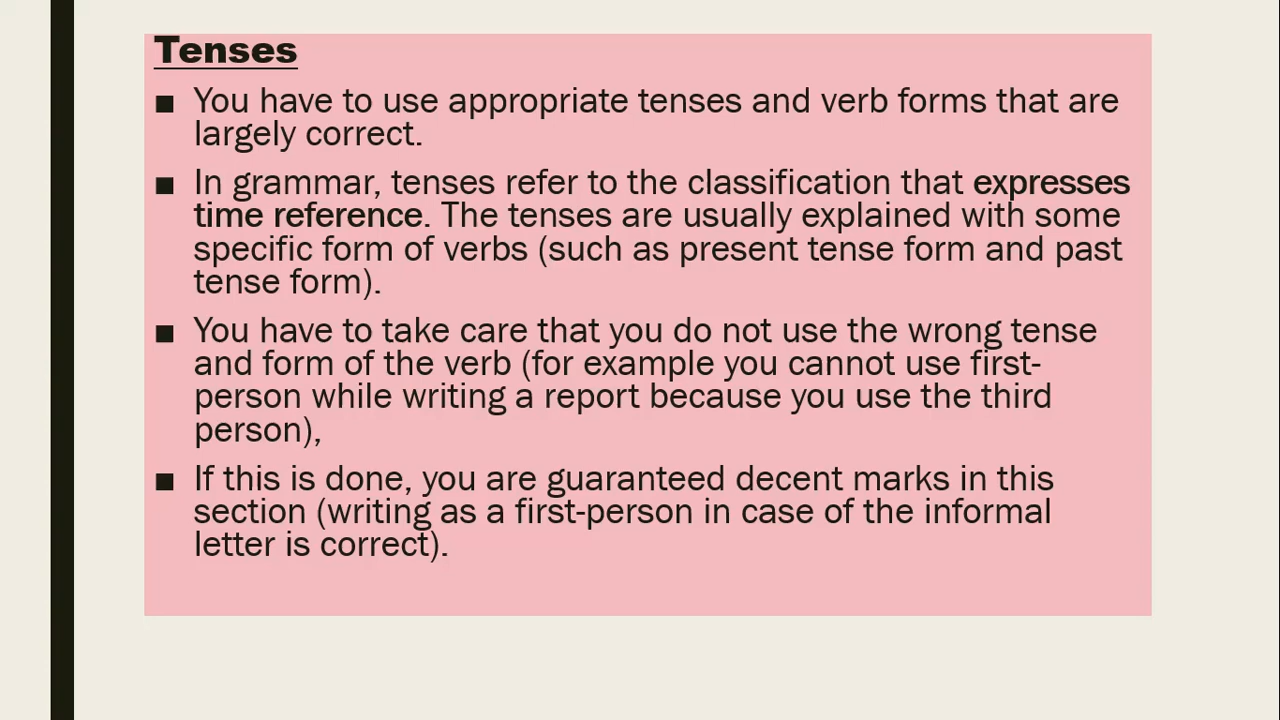 Tenses
■ You have to use appropriate tenses and verb forms that are
largely correct.
■ In grammar, tenses refer to the classification that expresses
time reference. The tenses are usually explained with some
specific form of verbs (such as present tense form and past
tense form).
■ You have to take care that you do not use the wrong tense
and form of the verb (for example you cannot use first-
person while writing a report because you use the third
person),
■ If this is done, you are guaranteed decent marks in this
section (writing as a first-person in case of the informal
letter is correct).